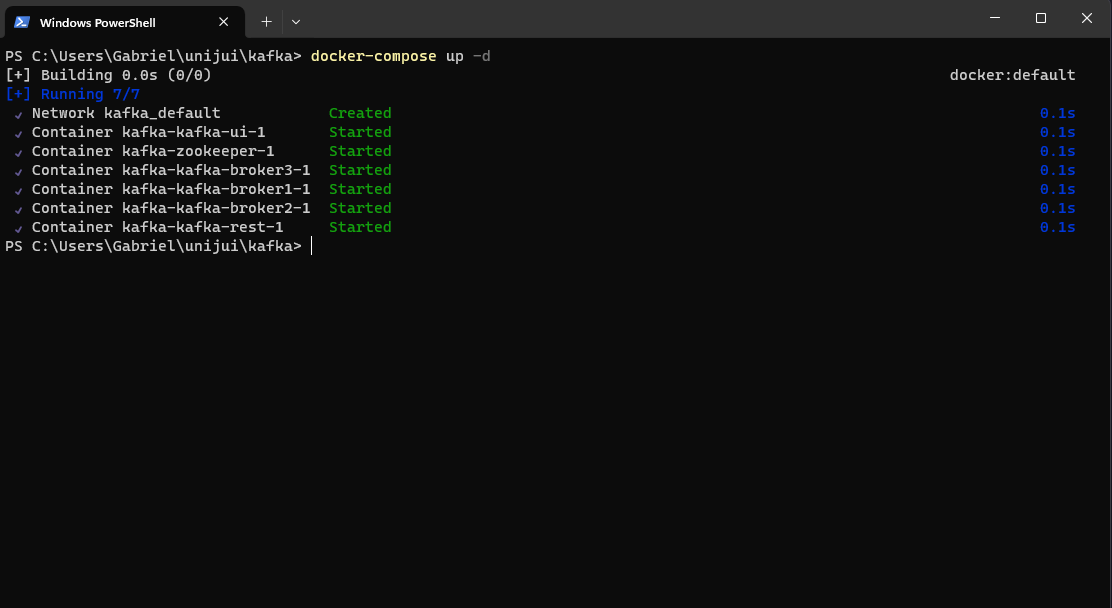 Windows PowerShell
PS C:\Users\Gabriel\unijui\kafka> docker-compose up -d
[+] Building 0.0s (0/0) docker:default
[+] Running 7/7
✓ Network kafka_default Created 0.1s
✓ Container kafka-kafka-ui-1 Started 0.1s
✓ Container kafka-zookeeper-1 Started 0.1s
✓ Container kafka-kafka-broker3-1 Started 0.1s
✓ Container kafka-kafka-broker1-1 Started 0.1s
✓ Container kafka-kafka-broker2-1 Started 0.1s
✓ Container kafka-kafka-rest-1 Started 0.1s
PS C:\Users\Gabriel\unijui\kafka>